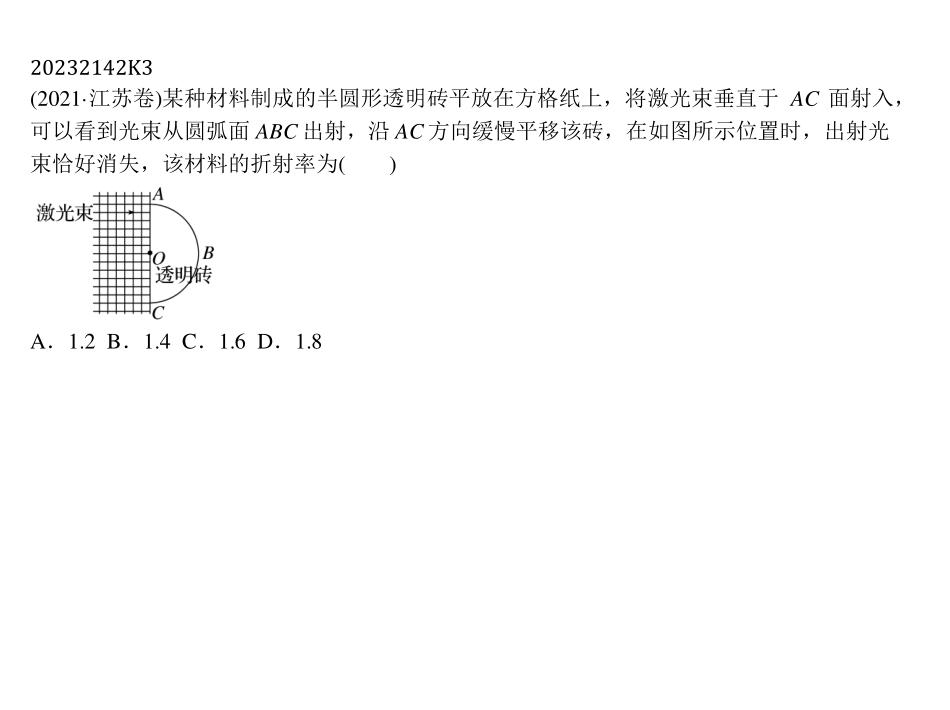 20232142K3
(2021·江苏卷)某种材料制成的半圆形透明砖平放在方格纸上，将激光束垂直于 AC 面射入，
可以看到光束从圆弧面 ABC 出射，沿 AC 方向缓慢平移该砖，在如图所示位置时，出射光
束恰好消失，该材料的折射率为(　　)
A
激光束
B
O
透明砖
C
A．1.2 B．1.4 C．1.6 D．1.8